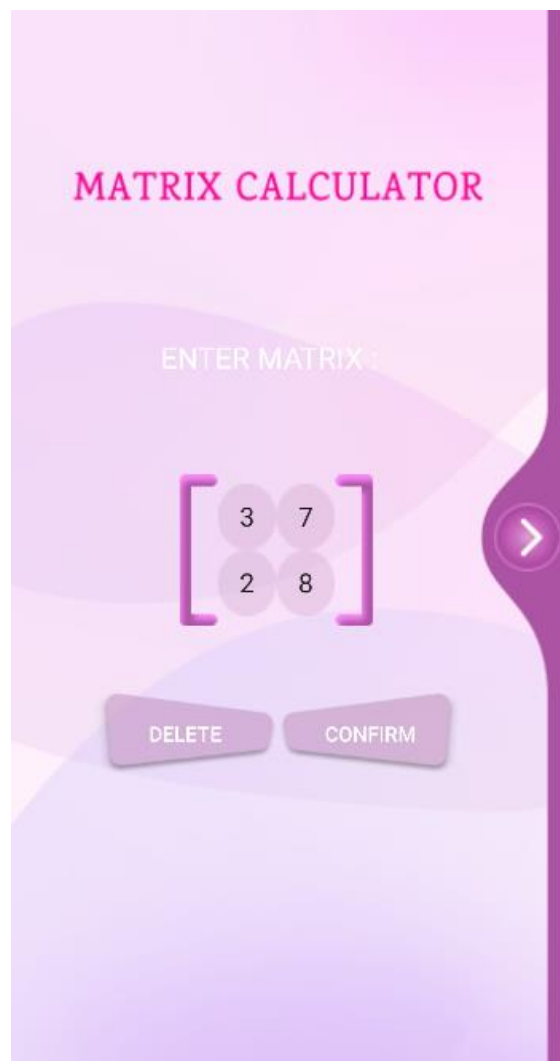 MATRIX CALCULATOR
ENTER MATRIX :
3 7
2 8
DELETE CONFIRM